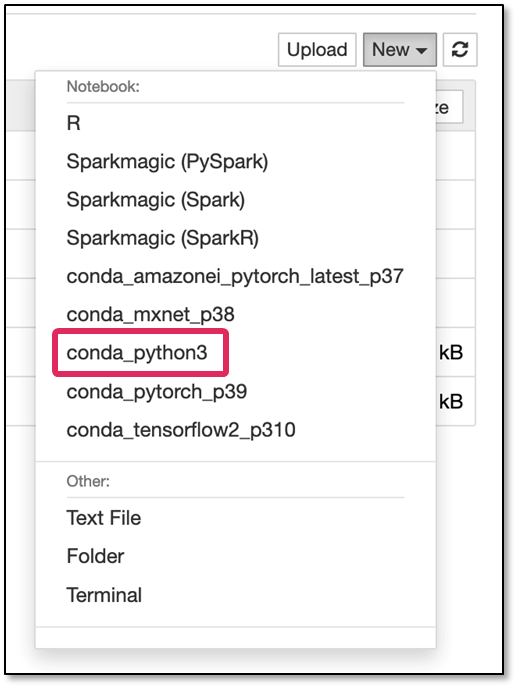 Upload New
ze
Notebook:
R
Sparkmagic (PySpark)
Sparkmagic (Spark)
Sparkmagic (SparkR)
conda_amazonei_pytorch_latest_p37
conda_mxnet_p38
conda_python3
kB
conda_pytorch_p39
kB
conda_tensorflow2_p310
Other:
Text File
Folder
Terminal